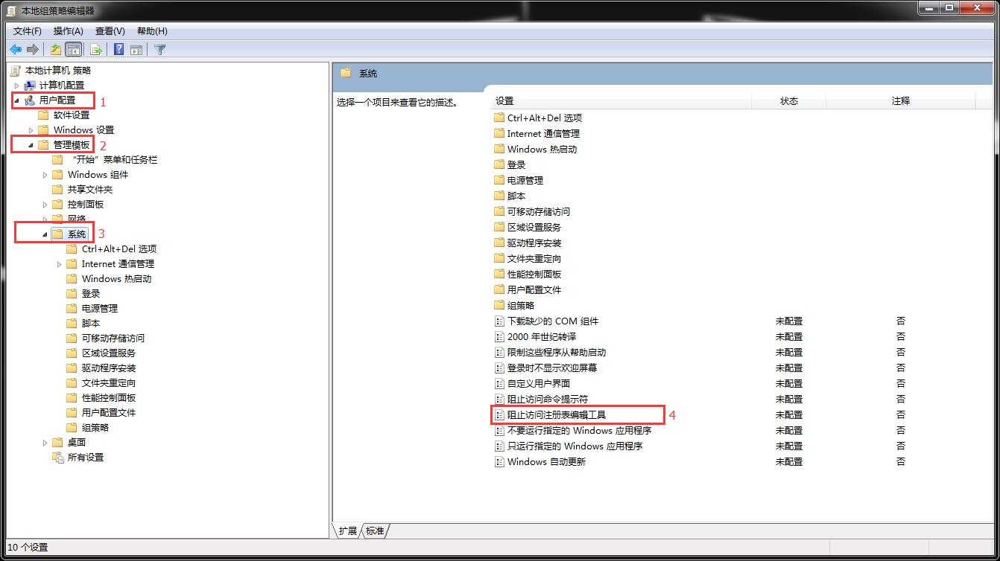 本地组策略编辑器
文件(F) 操作(A) 查看(V) 帮助(H)
本地计算机 策略
计算机配置
用户配置 1
软件设置
Windows 设置
管理模板 2
“开始”菜单和任务栏
Windows 组件
共享文件夹
控制面板
网络
系统 3
Ctrl+Alt+Del 选项
Internet 通信管理
Windows 热启动
登录
电源管理
脚本
可移动存储访问
区域设置服务
驱动程序安装
文件夹重定向
性能控制面板
用户配置文件
组策略
桌面
所有设置
系统
选择一个项目来查看它的描述。
设置 状态 注释
Ctrl+Alt+Del 选项
Internet 通信管理
Windows 热启动
登录
电源管理
脚本
可移动存储访问
区域设置服务
驱动程序安装
文件夹重定向
性能控制面板
用户配置文件
组策略
下载缺少的 COM 组件 未配置 否
2000 年世纪转译 未配置 否
限制这些程序从帮助启动 未配置 否
登录时不显示欢迎屏幕 未配置 否
自定义用户界面 未配置 否
阻止访问命令提示符 未配置 否
阻止访问注册表编辑工具 4 未配置 否
不要运行指定的 Windows 应用程序 未配置 否
只运行指定的 Windows 应用程序 未配置 否
Windows 自动更新 未配置 否
扩展 标准
10 个设置